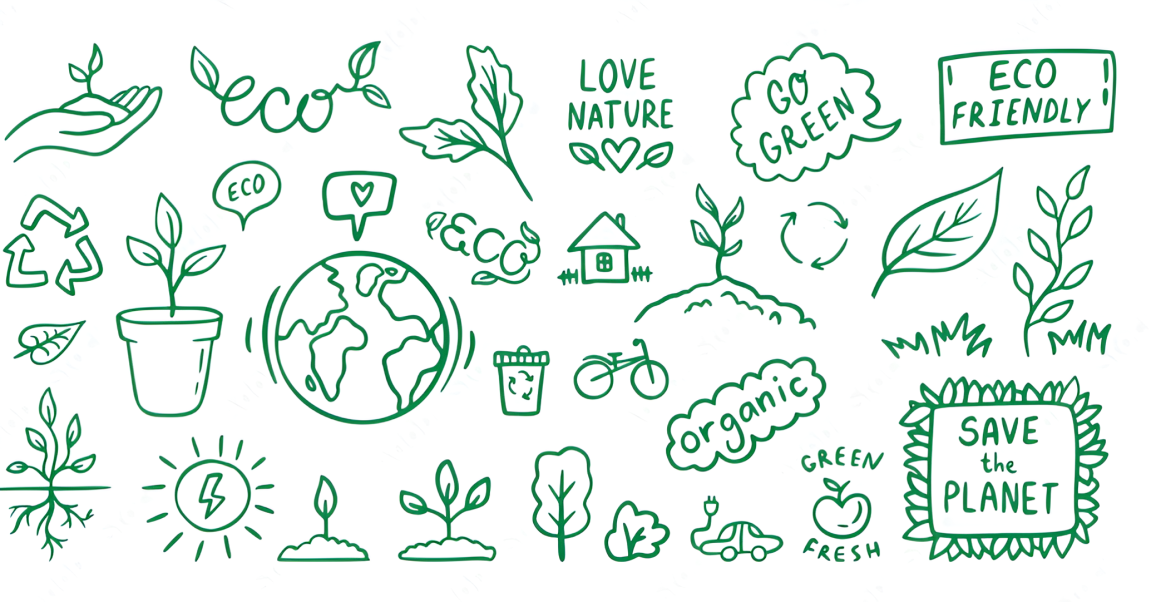 eco
LOVE
NATURE
GO
GREEN
ECO
FRIENDLY
ECO
ECO
organic
GREEN
FRESH
SAVE
the
PLANET